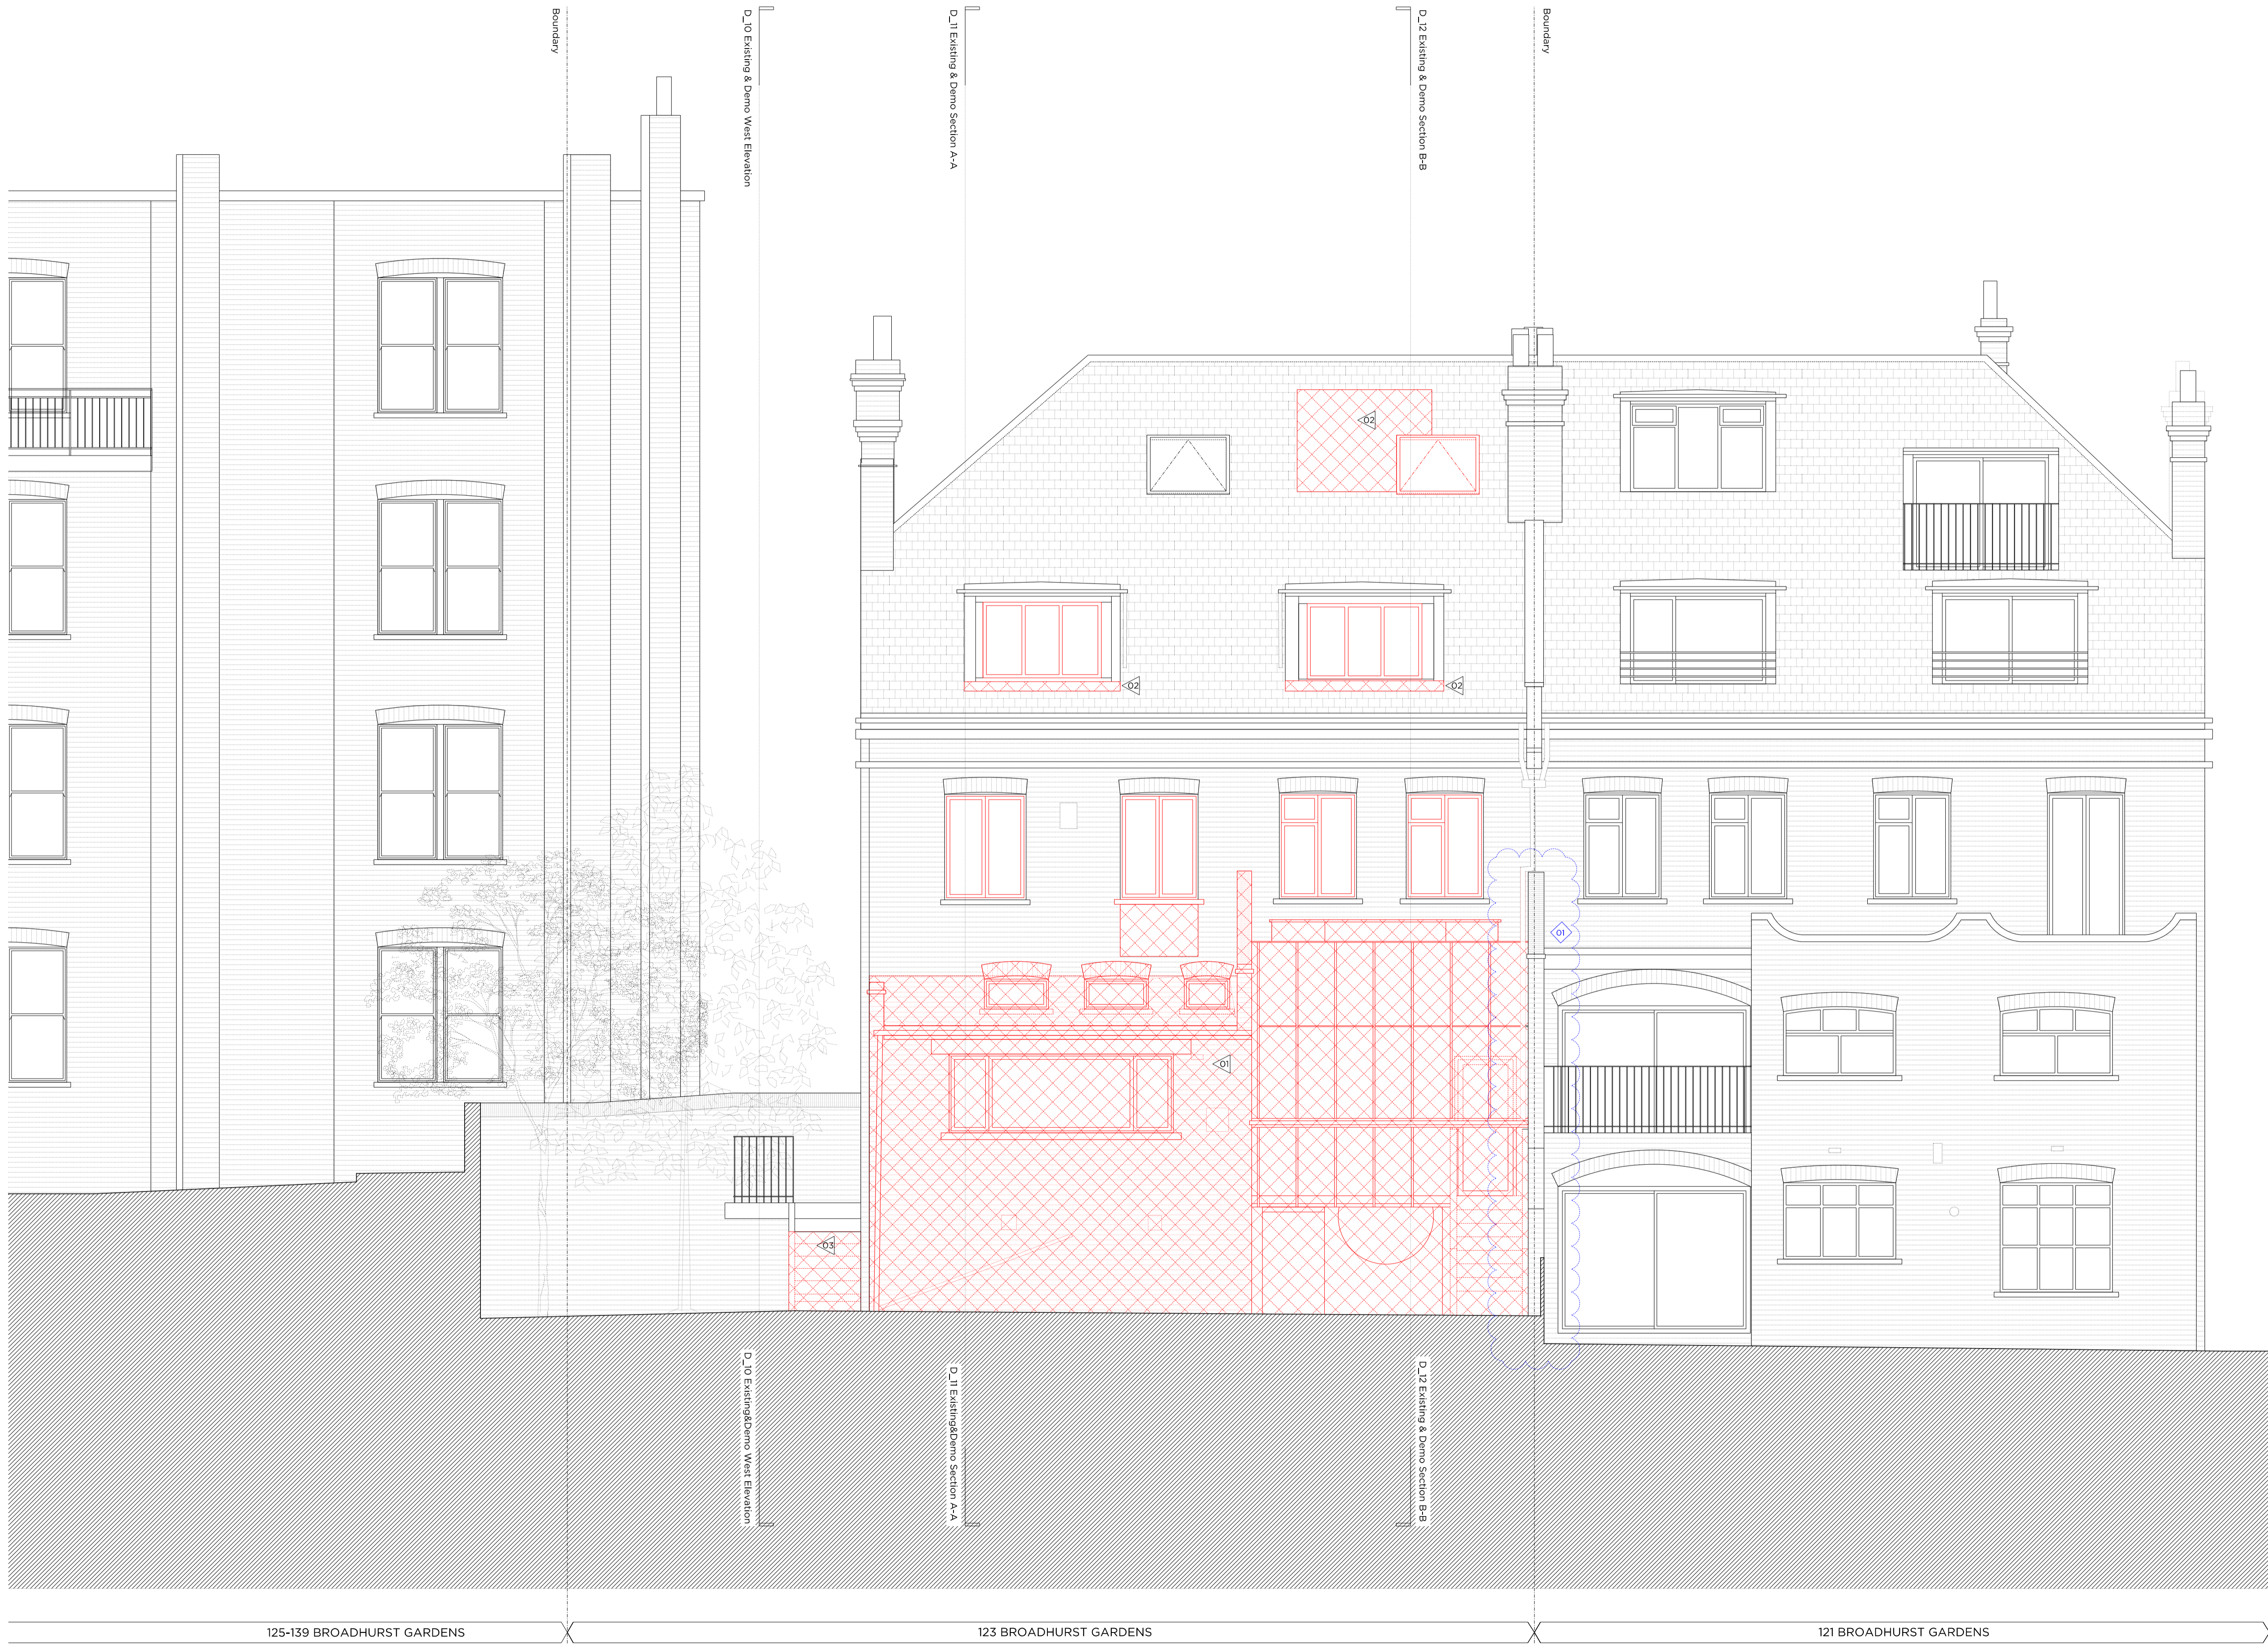 Boundary
D_10 Existing & Demo West Elevation
D_11 Existing & Demo Section A-A
D_12 Existing & Demo Section B-B
Boundary
02
02
02
01
01
03
D_10 Existing&Demo West Elevation
D_11 Existing&Demo Section A-A
D_12 Existing & Demo Section B-B
125-139 BROADHURST GARDENS
123 BROADHURST GARDENS
121 BROADHURST GARDENS